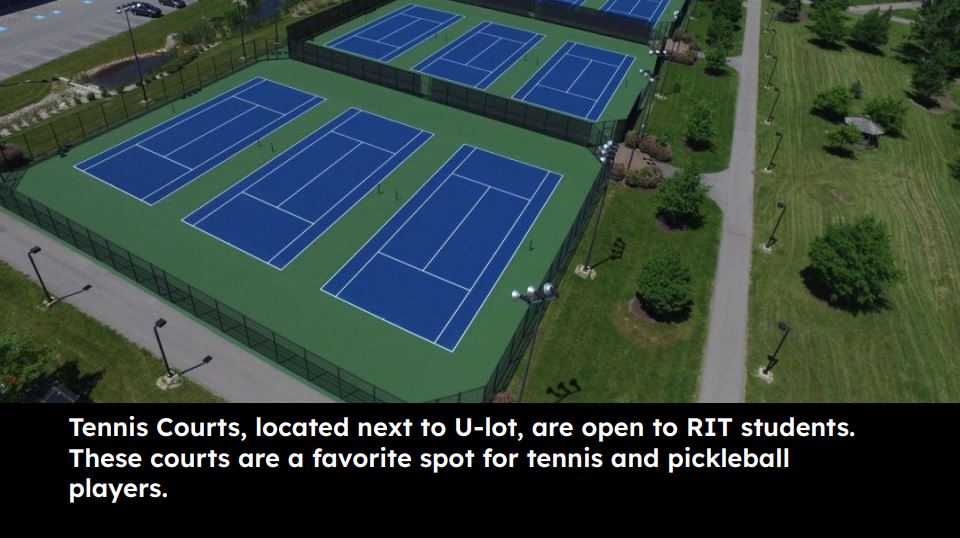 Tennis Courts, located next to U-lot, are open to RIT students.
These courts are a favorite spot for tennis and pickleball
players.